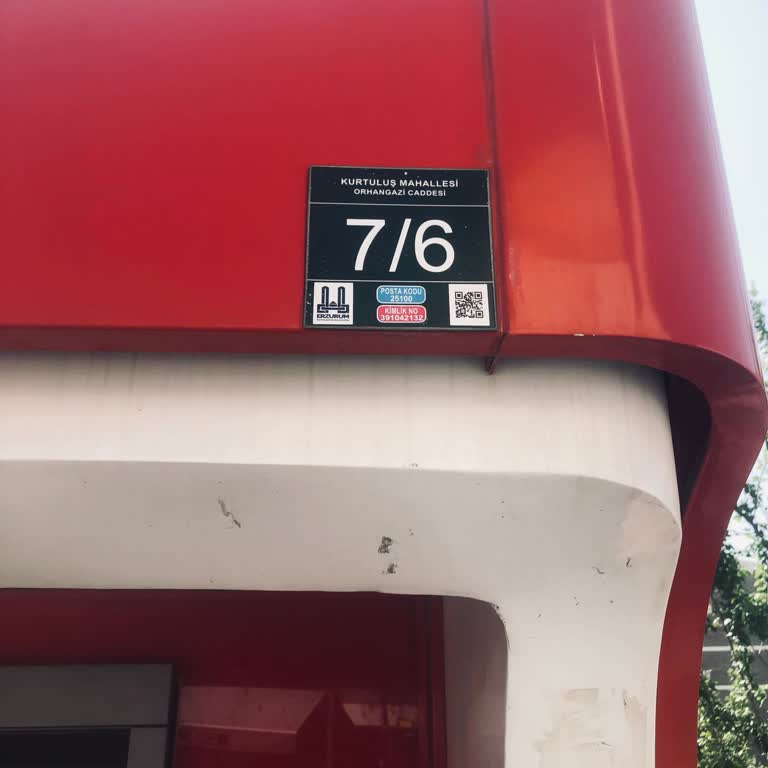 KURTULUŞ MAHALLESİ
ORHANGAZİ CADDESİ
7/6
ERZURUM
POSTA KODU
25100
KİMLİK NO
391042132